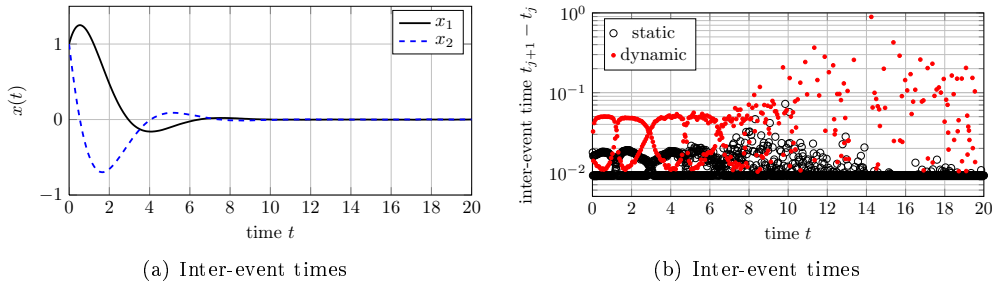 x₁
x₂
1
0
−1
x(t)
0 2 4 6 8 10 12 14 16 18 20
time t
(a) Inter-event times
static
dynamic
10⁰
10⁻¹
10⁻²
inter-event time tⱼ₊₁ − tⱼ
0 2 4 6 8 10 12 14 16 18 20
time t
(b) Inter-event times